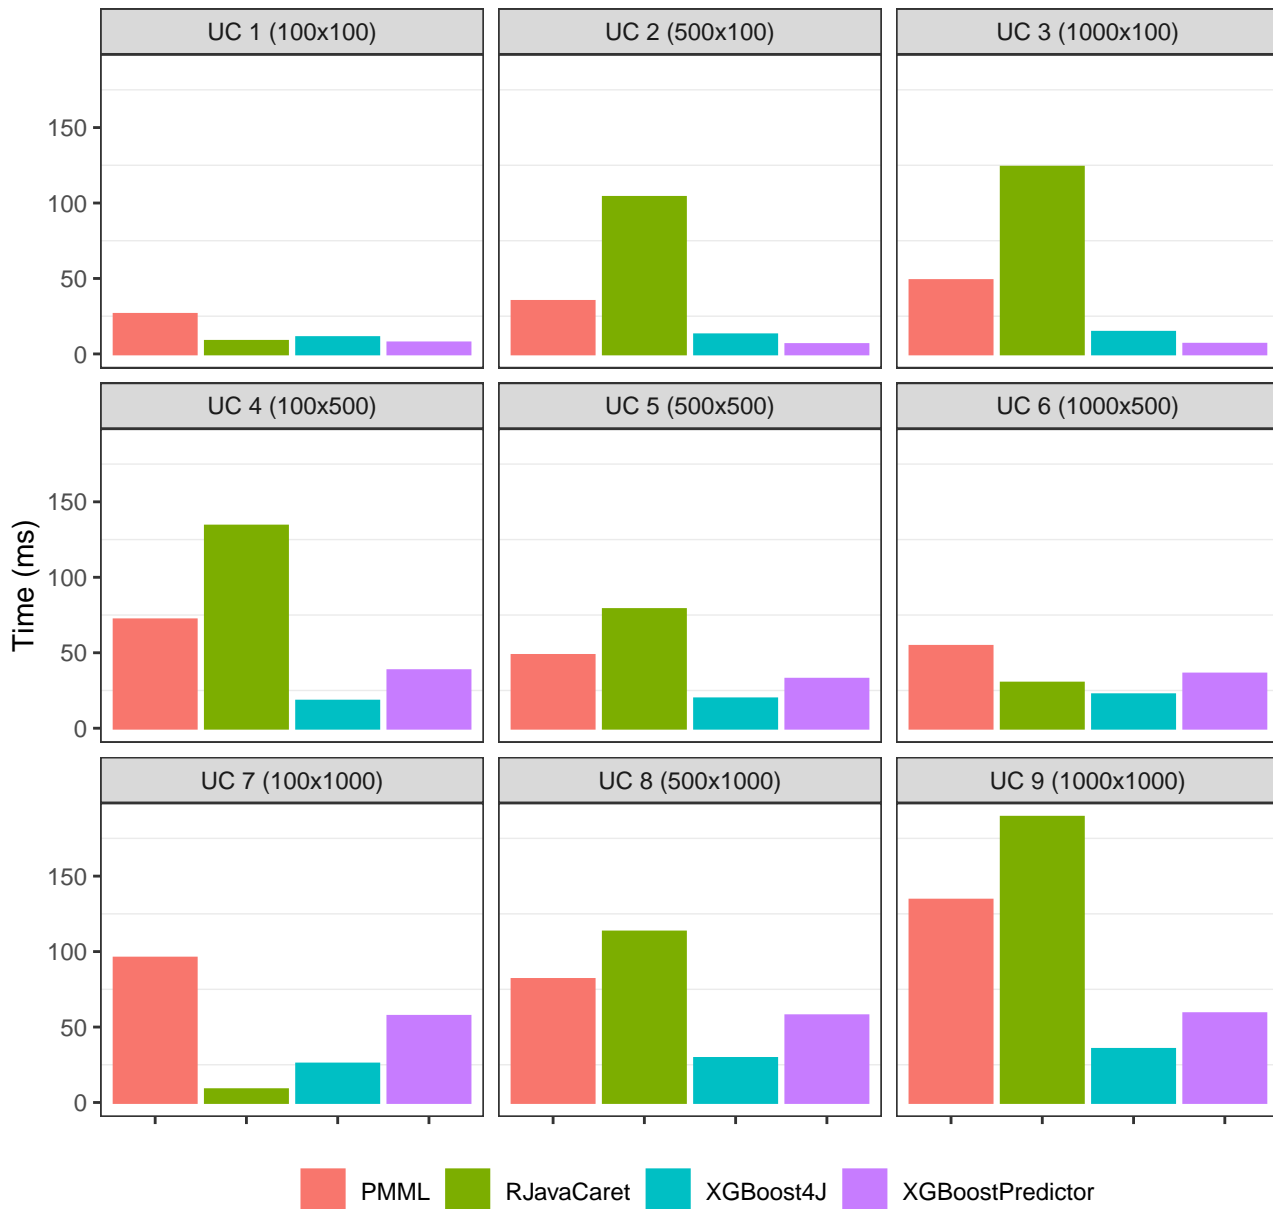 UC 1 (100x100) UC 2 (500x100) UC 3 (1000x100)
150
100
50
0
UC 4 (100x500) UC 5 (500x500) UC 6 (1000x500)
Time (ms)
150
100
50
0
UC 7 (100x1000) UC 8 (500x1000) UC 9 (1000x1000)
150
100
50
0
PMML RJavaCaret XGBoost4J XGBoostPredictor